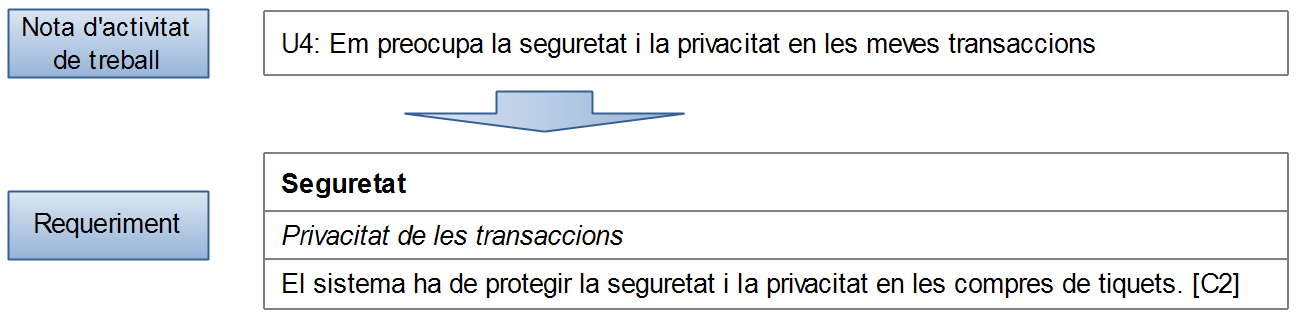 Nota d'activitat
de treball
U4: Em preocupa la seguretat i la privacitat en les meves transaccions
Requeriment
Seguretat
Privacitat de les transaccions
El sistema ha de protegir la seguretat i la privacitat en les compres de tiquets. [C2]